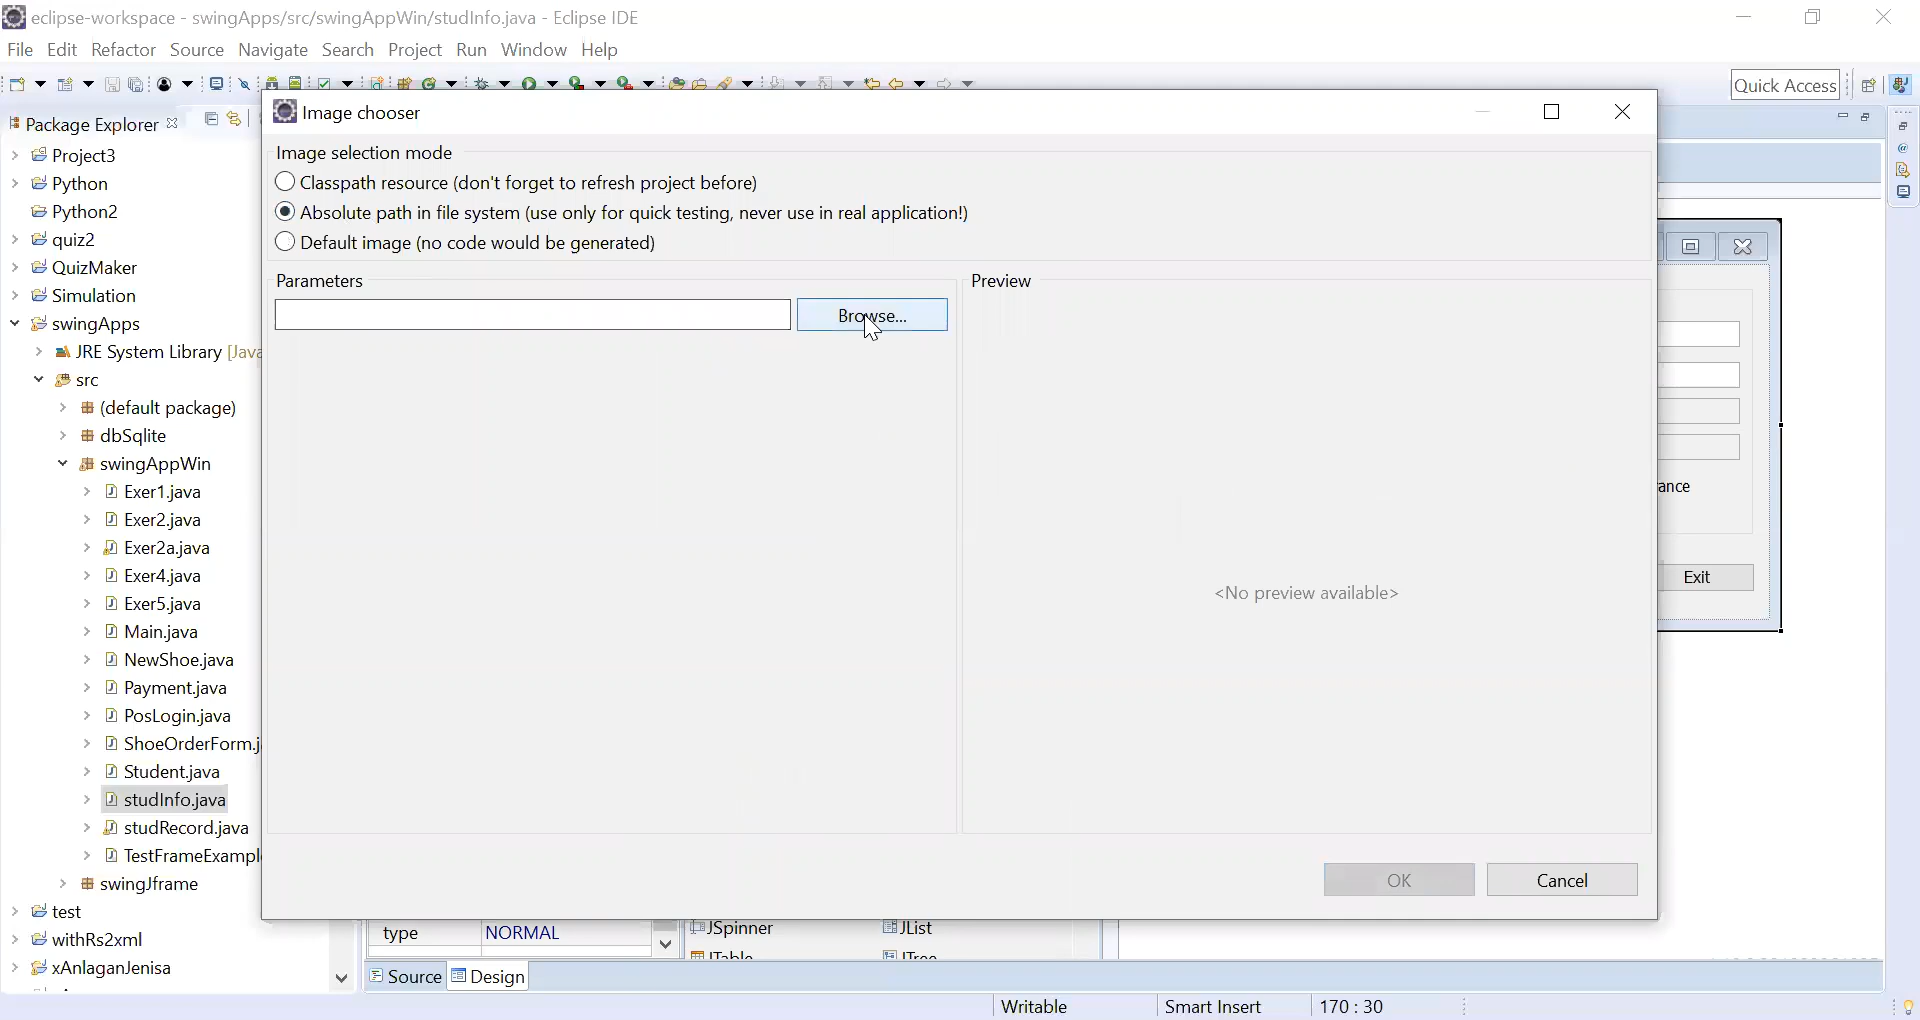 eclipse-workspace - swingApps/src/swingAppWin/studInfo.java - Eclipse IDE
File Edit Refactor Source Navigate Search Project Run Window Help
Quick Access
Package Explorer
Project3
Python
Python2
quiz2
QuizMaker
Simulation
swingApps
JRE System Library [Java
src
(default package)
dbSqlite
swingAppWin
Exer1.java
Exer2.java
Exer2a.java
Exer4.java
Exer5.java
Main.java
NewShoe.java
Payment.java
PosLogin.java
ShoeOrderForm.j
Student.java
studInfo.java
studRecord.java
TestFrameExampl
swingJframe
test
withRs2xml
xAnlaganJenisa
Image chooser
Image selection mode
Classpath resource (don't forget to refresh project before)
Absolute path in file system (use only for quick testing, never use in real application!)
Default image (no code would be generated)
Parameters
Browse...
Preview
<No preview available>
OK Cancel
ance
Exit
type NORMAL
JSpinner JList
JTable JTree
Source Design
Writable Smart Insert 170 : 30